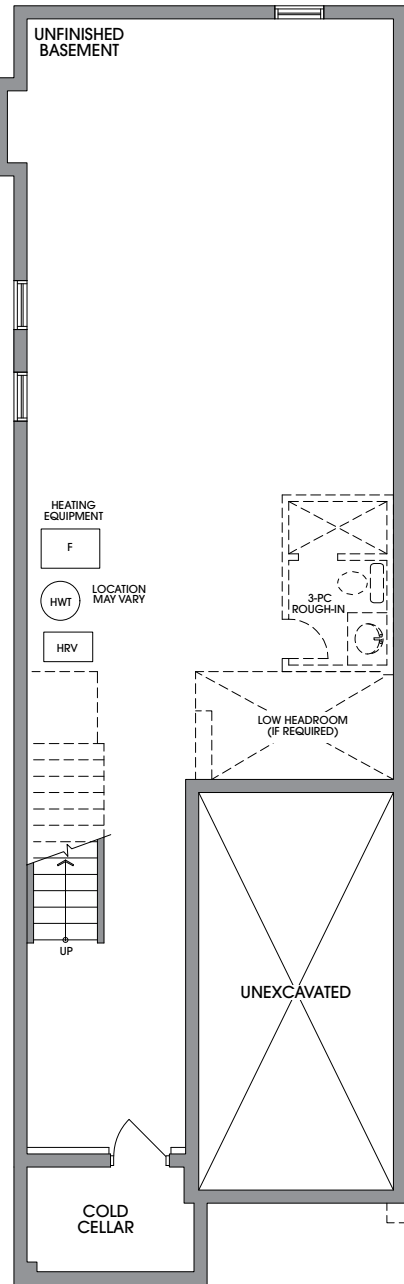 UNFINISHED
BASEMENT
HEATING
EQUIPMENT
F
HWT
LOCATION
MAY VARY
HRV
3-PC
ROUGH-IN
LOW HEADROOM
(IF REQUIRED)
UP
UNEXCAVATED
COLD
CELLAR